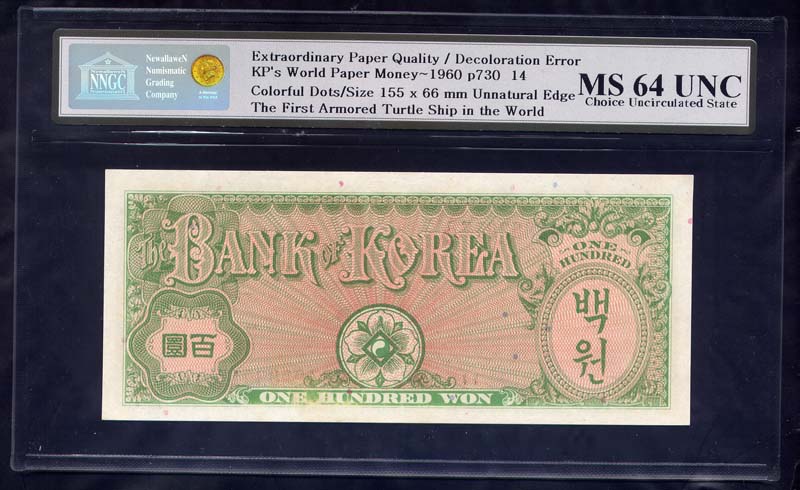 NewallaweN
Numismatic
Grading
Company
NNGC
Extraordinary Paper Quality / Decoloration Error
KP's World Paper Money~1960 p730 14
Colorful Dots/Size 155 x 66 mm Unnatural Edge
The First Armored Turtle Ship in the World
MS 64 UNC
Choice Uncirculated State
The BANK OF KOREA
ONE
HUNDRED
백원
圜百
ONE HUNDRED WON